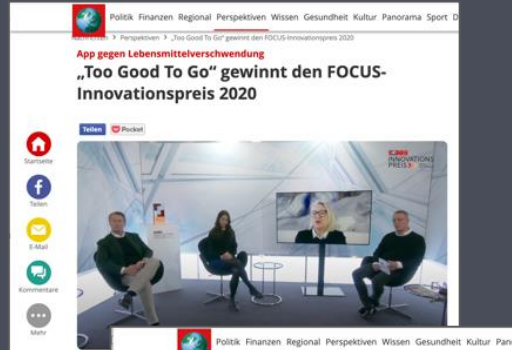 Politik Finanzen Regional Perspektiven Wissen Gesundheit Kultur Panorama Sport
Nachrichten > Perspektiven > „Too Good To Go“ gewinnt den FOCUS-Innovationspreis 2020
App gegen Lebensmittelverschwendung
„Too Good To Go“ gewinnt den FOCUS-
Innovationspreis 2020
Teilen Pocket
Startseite
Teilen
E-Mail
Kommentare
Mehr
INNOVATIONS
PREIS
Politik Finanzen Regional Perspektiven Wissen Gesundheit Kultur Pan